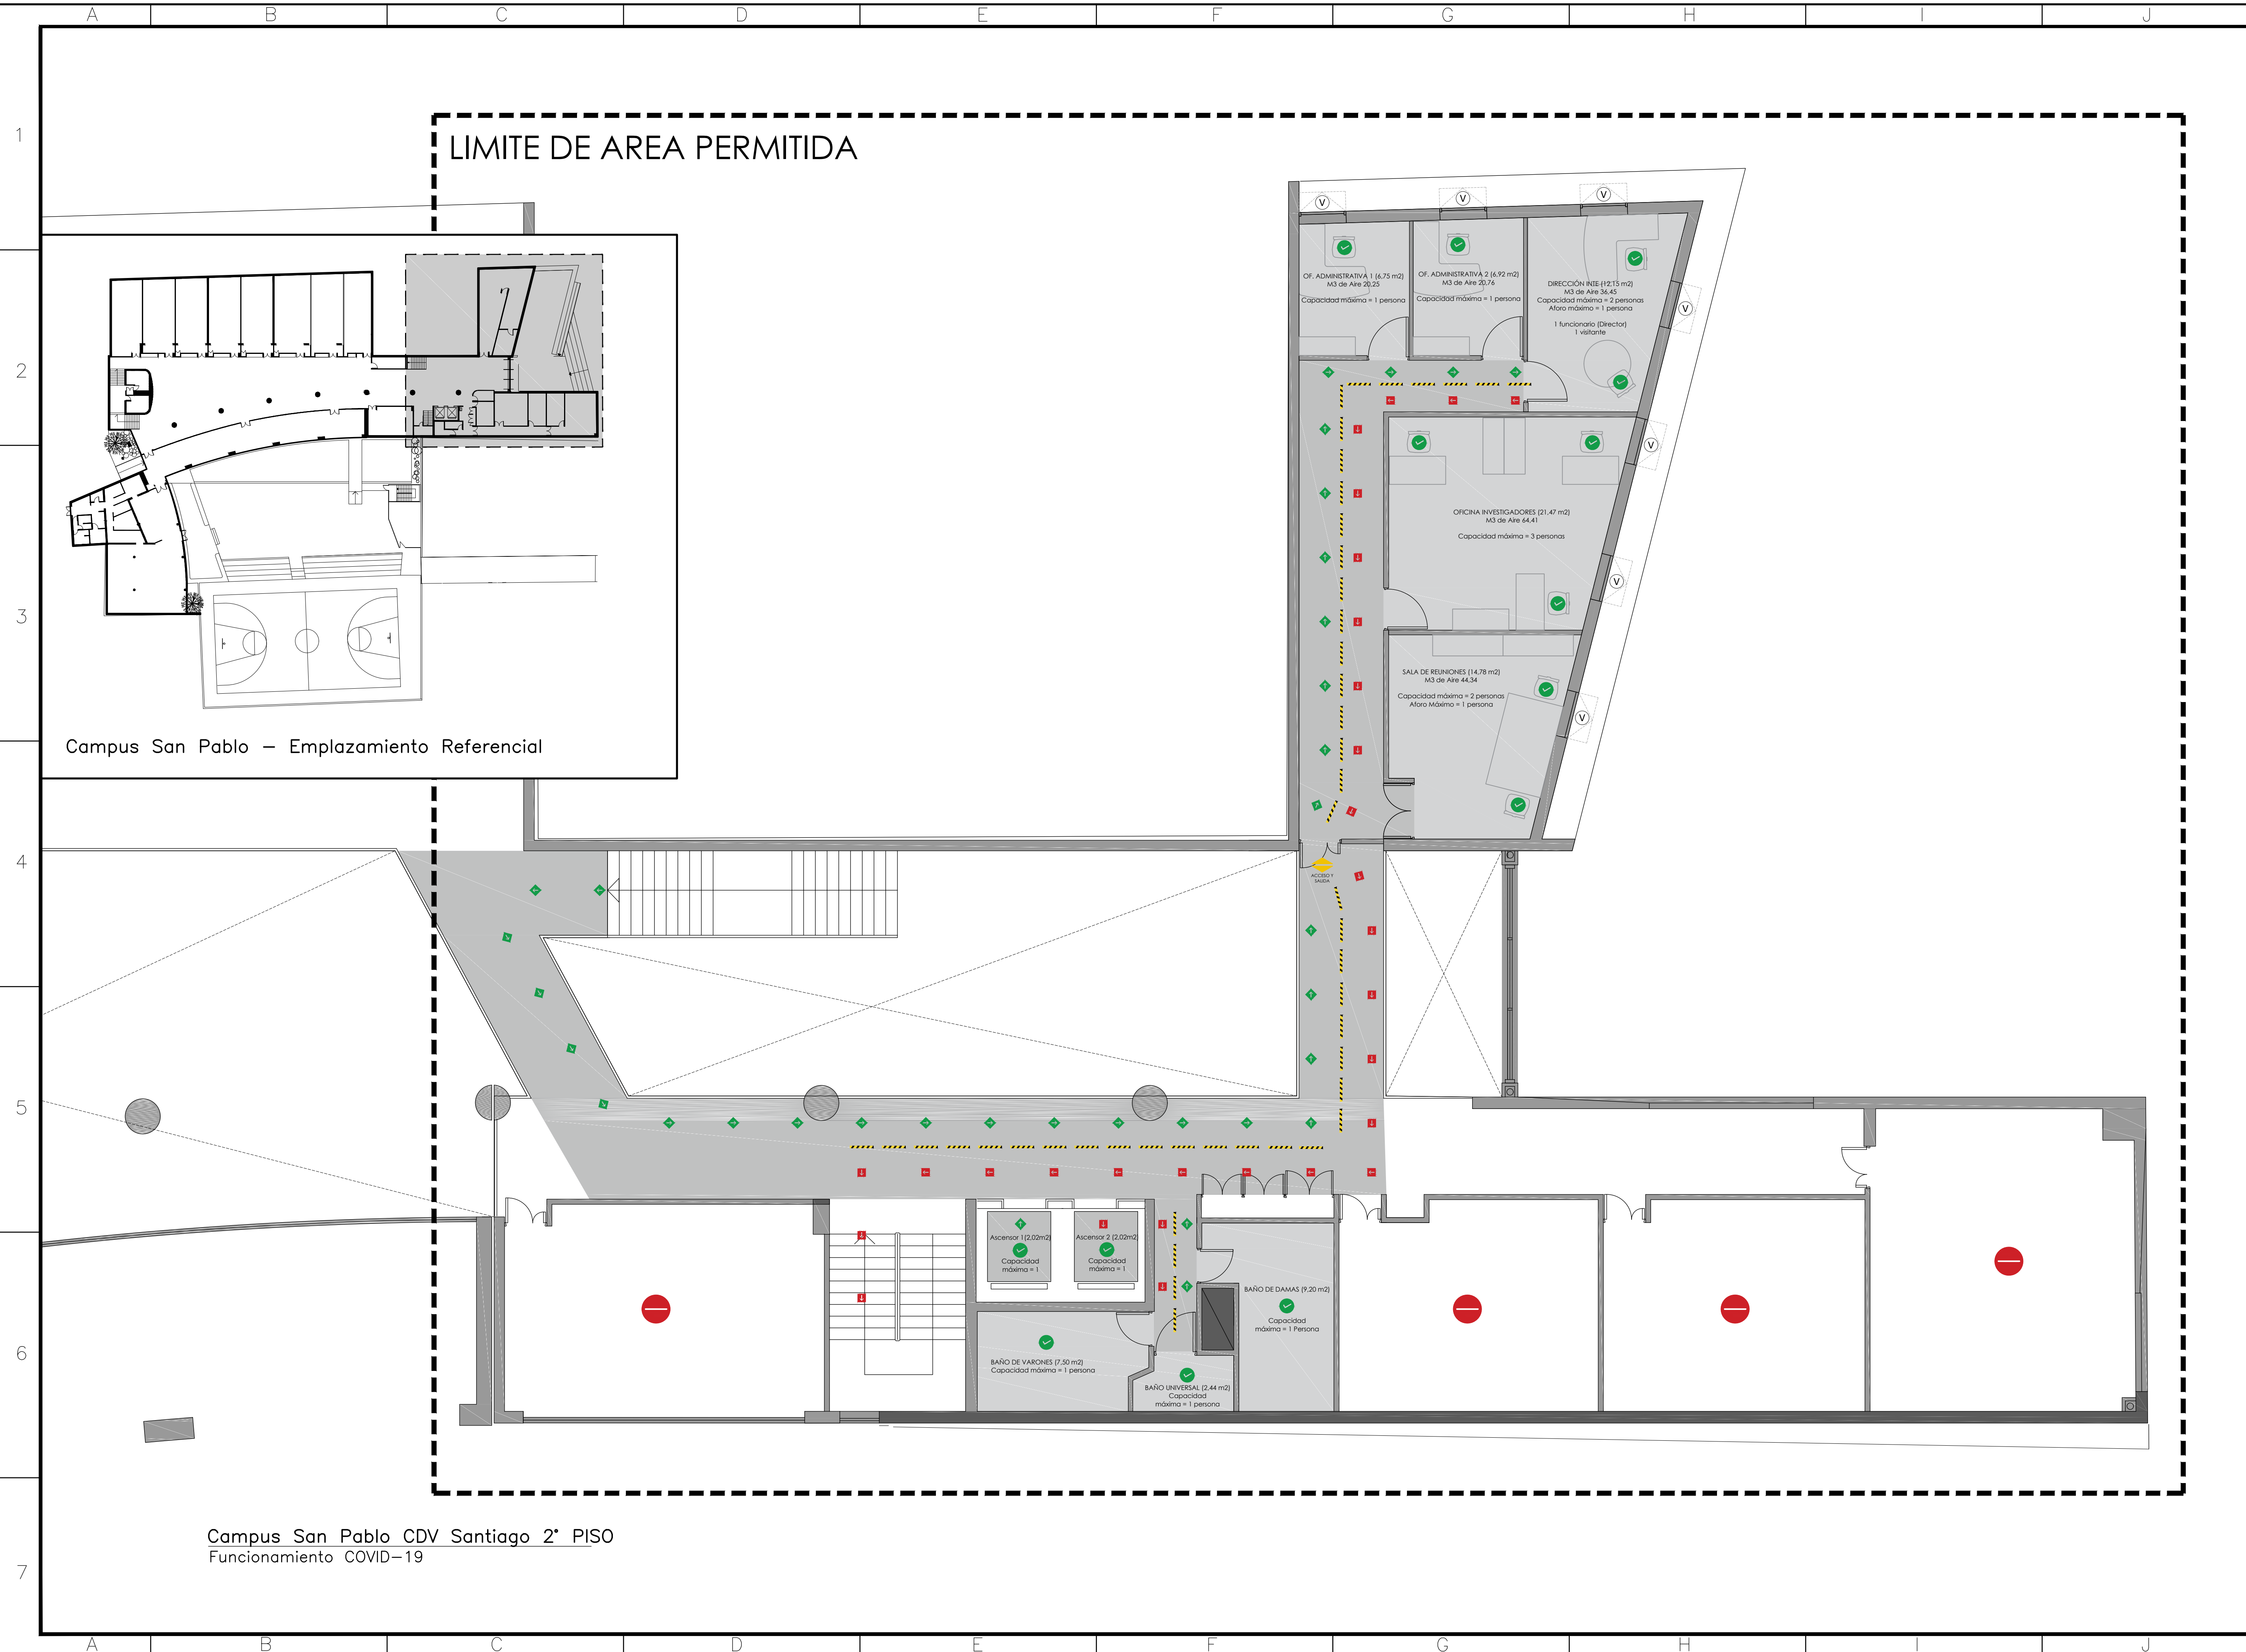 A B C D E F G H I J
1
LIMITE DE AREA PERMITIDA
V V V
OF. ADMINISTRATIVA 1 (6,75 m2)
M3 de Aire 20,25
Capacidad máxima = 1 persona
OF. ADMINISTRATIVA 2 (6,92 m2)
M3 de Aire 20,76
Capacidad máxima = 1 persona
DIRECCIÓN INIE (12,15 m2)
M3 de Aire 36,45
Capacidad máxima = 2 personas
Aforo máximo = 1 persona
1 funcionario (Director)
1 visitante
V
2
V
OFICINA INVESTIGADORES (21,47 m2)
M3 de Aire 64,41
Capacidad máxima = 3 personas
V
3
SALA DE REUNIONES (14,78 m2)
M3 de Aire 44,34
Capacidad máxima = 2 personas
Aforo Máximo = 1 persona
V
Campus San Pablo – Emplazamiento Referencial
4
ACCESO Y
SALIDA
5
Ascensor 1(2,02m2)
Capacidad
máxima = 1
Ascensor 2 (2,02m2)
Capacidad
máxima = 1
BAÑO DE DAMAS (9,20 m2)
Capacidad
máxima = 1 Persona
6
BAÑO DE VARONES (7,50 m2)
Capacidad máxima = 1 persona
BAÑO UNIVERSAL (2,44 m2)
Capacidad
máxima = 1 persona
Campus San Pablo CDV Santiago 2° PISO
Funcionamiento COVID–19
7
A B C D E F G H I J